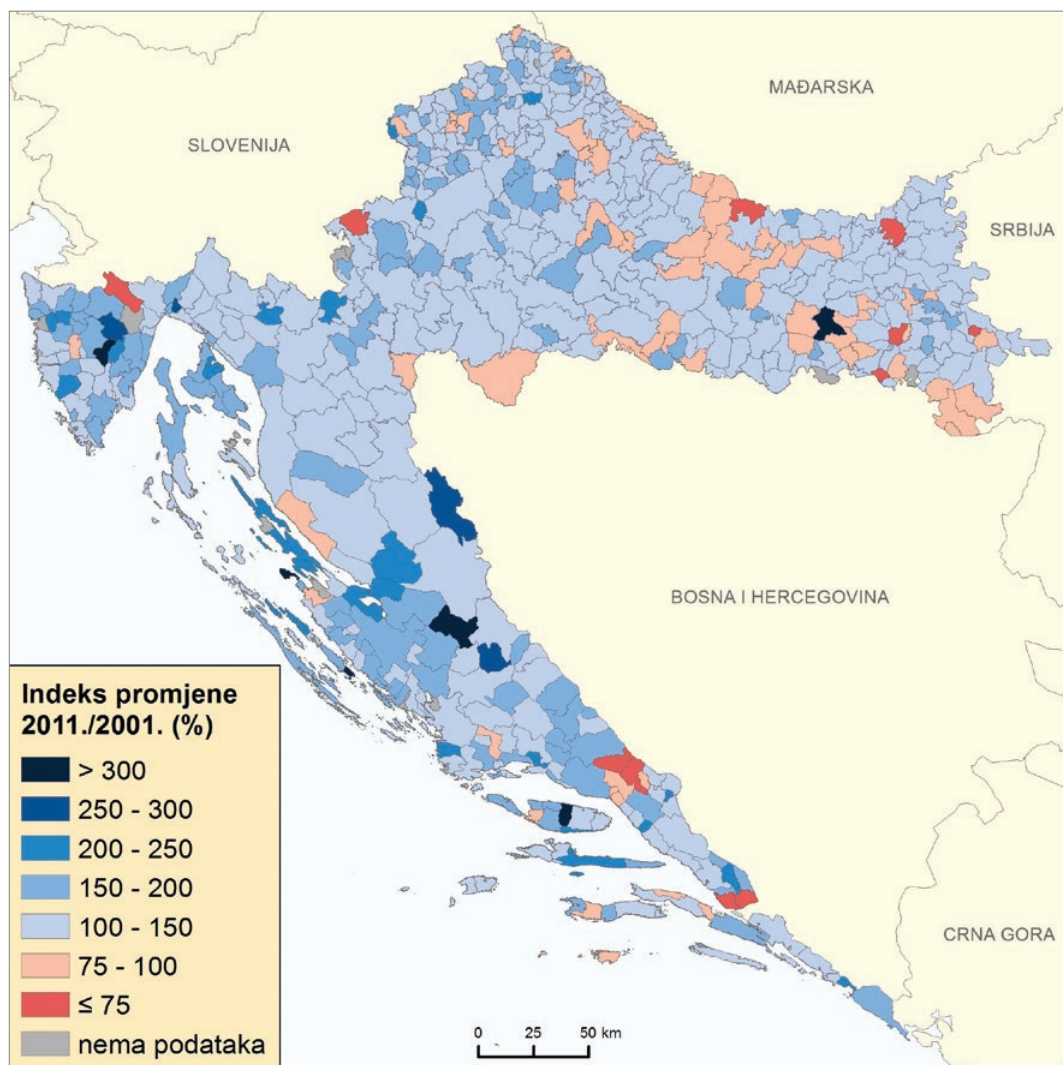 MAĐARSKA
SLOVENIJA
SRBIJA
BOSNA I HERCEGOVINA
CRNA GORA
Indeks promjene
2011./2001. (%)
> 300
250 - 300
200 - 250
150 - 200
100 - 150
75 - 100
≤ 75
nema podataka
0 25 50 km